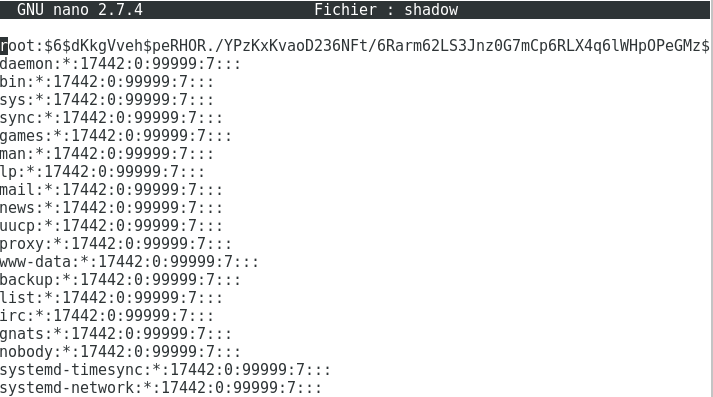 GNU nano 2.7.4 Fichier : shadow
root:$6$dKkgVveh$peRHOR./YPzKxKvaoD236NFt/6Rarm62LS3Jnz0G7mCp6RLX4q6lWHpOPeGMz$
daemon:*:17442:0:99999:7:::
bin:*:17442:0:99999:7:::
sys:*:17442:0:99999:7:::
sync:*:17442:0:99999:7:::
games:*:17442:0:99999:7:::
man:*:17442:0:99999:7:::
lp:*:17442:0:99999:7:::
mail:*:17442:0:99999:7:::
news:*:17442:0:99999:7:::
uucp:*:17442:0:99999:7:::
proxy:*:17442:0:99999:7:::
www-data:*:17442:0:99999:7:::
backup:*:17442:0:99999:7:::
list:*:17442:0:99999:7:::
irc:*:17442:0:99999:7:::
gnats:*:17442:0:99999:7:::
nobody:*:17442:0:99999:7:::
systemd-timesync:*:17442:0:99999:7:::
systemd-network:*:17442:0:99999:7:::